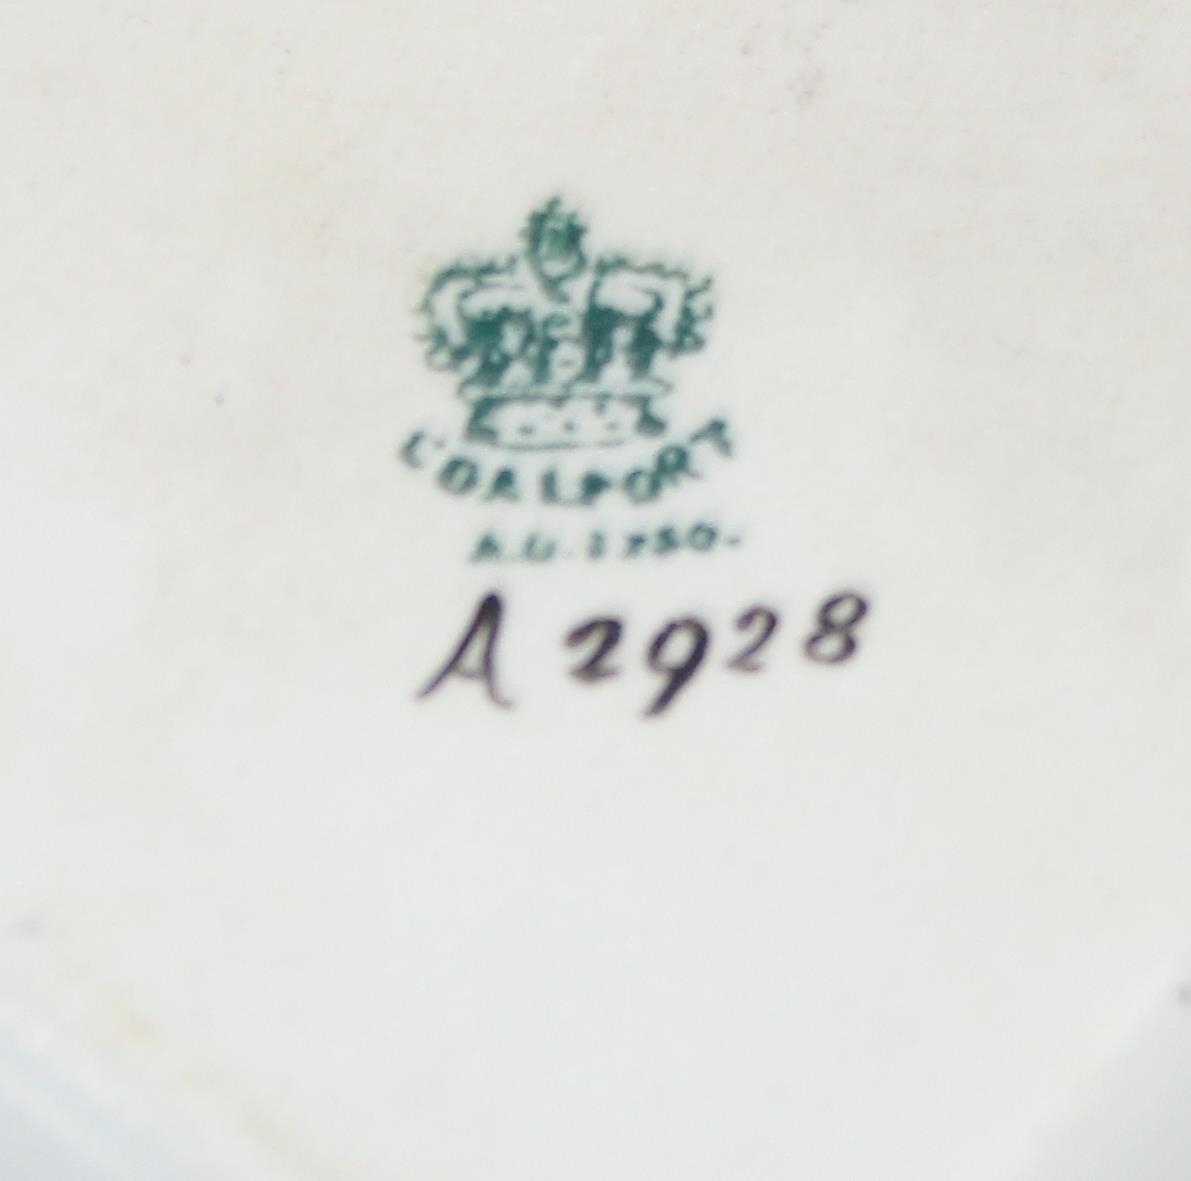 COALPORT
A.D. 1750.
A 2928